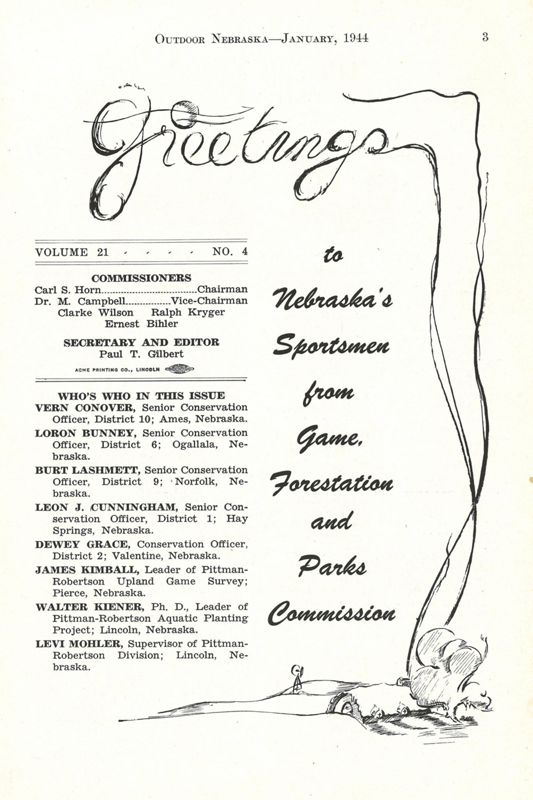 Outdoor Nebraska—January, 1944 3
Greetings
VOLUME 21 - - - - NO. 4
COMMISSIONERS
Carl S. Horn..............................Chairman
Dr. M. Campbell..............Vice-Chairman
Clarke Wilson Ralph Kryger
Ernest Bihler
SECRETARY AND EDITOR
Paul T. Gilbert
ACME PRINTING CO., LINCOLN
WHO'S WHO IN THIS ISSUE
VERN CONOVER, Senior Conservation
Officer, District 10; Ames, Nebraska.
LORON BUNNEY, Senior Conservation
Officer, District 6; Ogallala, Ne-
braska.
BURT LASHMETT, Senior Conservation
Officer, District 9; Norfolk, Ne-
braska.
LEON J. CUNNINGHAM, Senior Con-
servation Officer, District 1; Hay
Springs, Nebraska.
DEWEY GRACE, Conservation Officer,
District 2; Valentine, Nebraska.
JAMES KIMBALL, Leader of Pittman-
Robertson Upland Game Survey;
Pierce, Nebraska.
WALTER KIENER, Ph. D., Leader of
Pittman-Robertson Aquatic Planting
Project; Lincoln, Nebraska.
LEVI MOHLER, Supervisor of Pittman-
Robertson Division; Lincoln, Ne-
braska.
to
Nebraska's
Sportsmen
from
Game,
Forestation
and
Parks
Commission